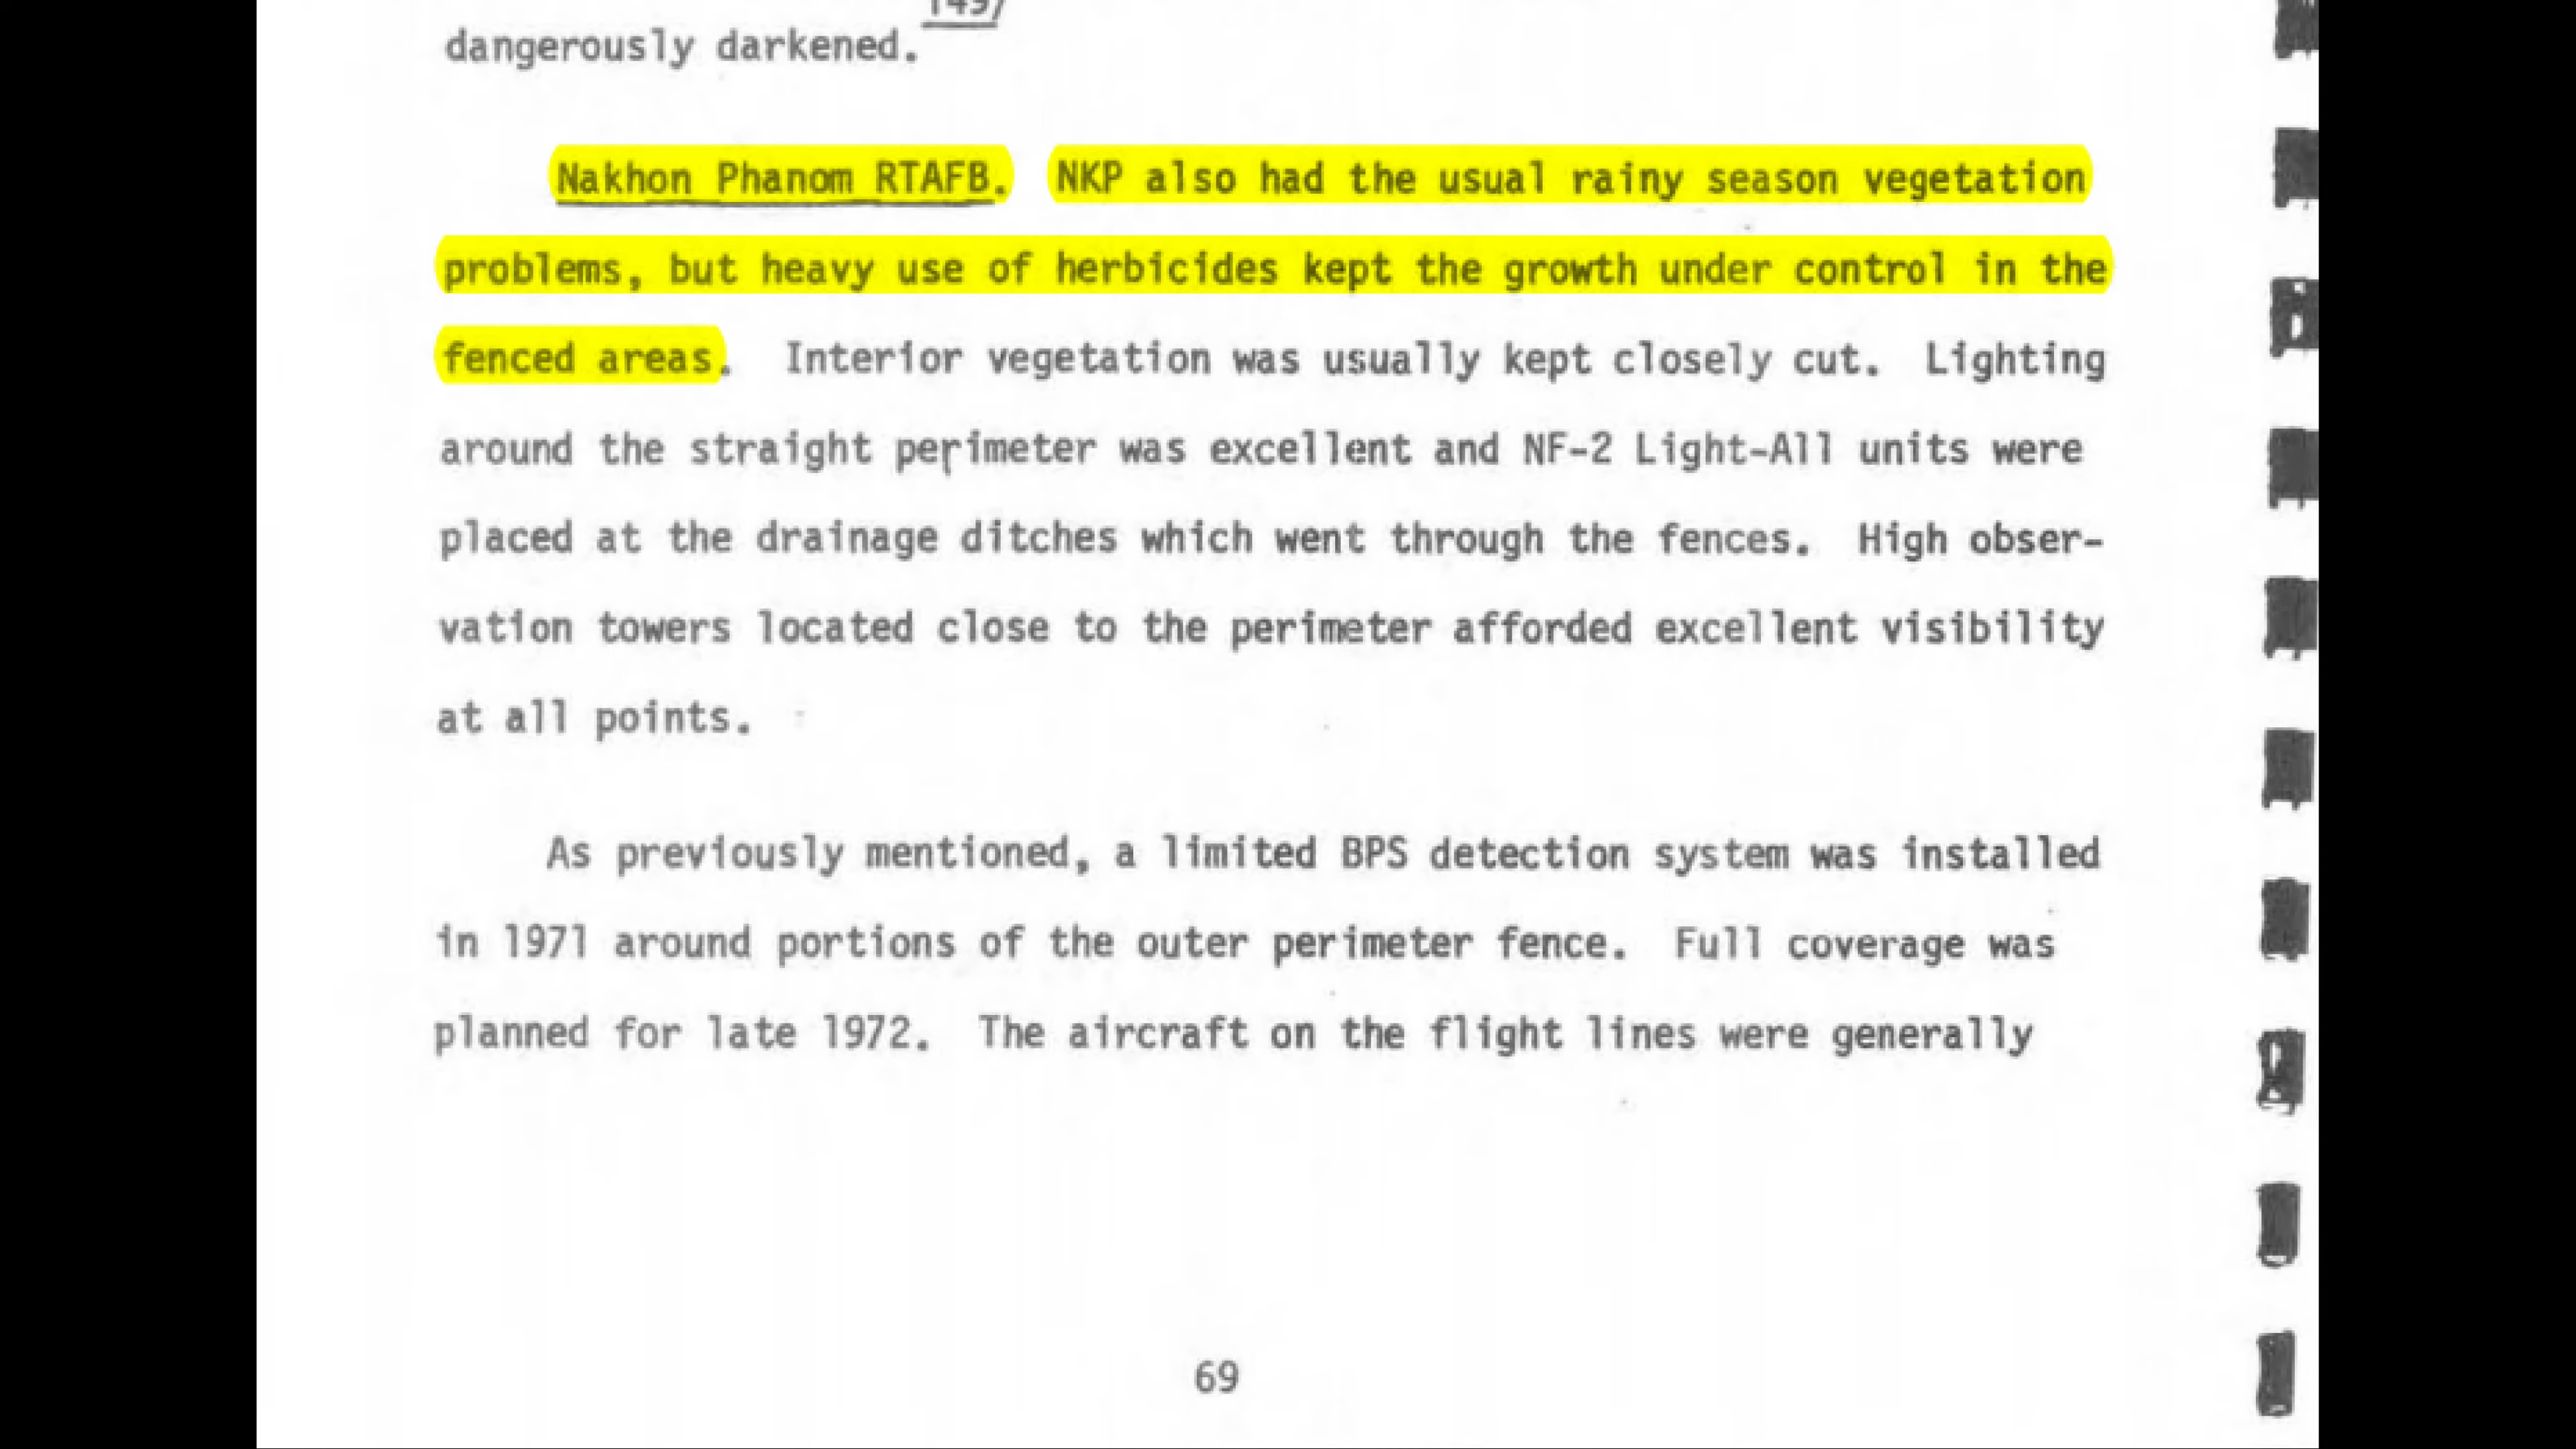 149/
dangerously darkened.
Nakhon Phanom RTAFB. NKP also had the usual rainy season vegetation
problems, but heavy use of herbicides kept the growth under control in the
fenced areas. Interior vegetation was usually kept closely cut. Lighting
around the straight perimeter was excellent and NF-2 Light-All units were
placed at the drainage ditches which went through the fences. High obser-
vation towers located close to the perimeter afforded excellent visibility
at all points.
As previously mentioned, a limited BPS detection system was installed
in 1971 around portions of the outer perimeter fence. Full coverage was
planned for late 1972. The aircraft on the flight lines were generally
69